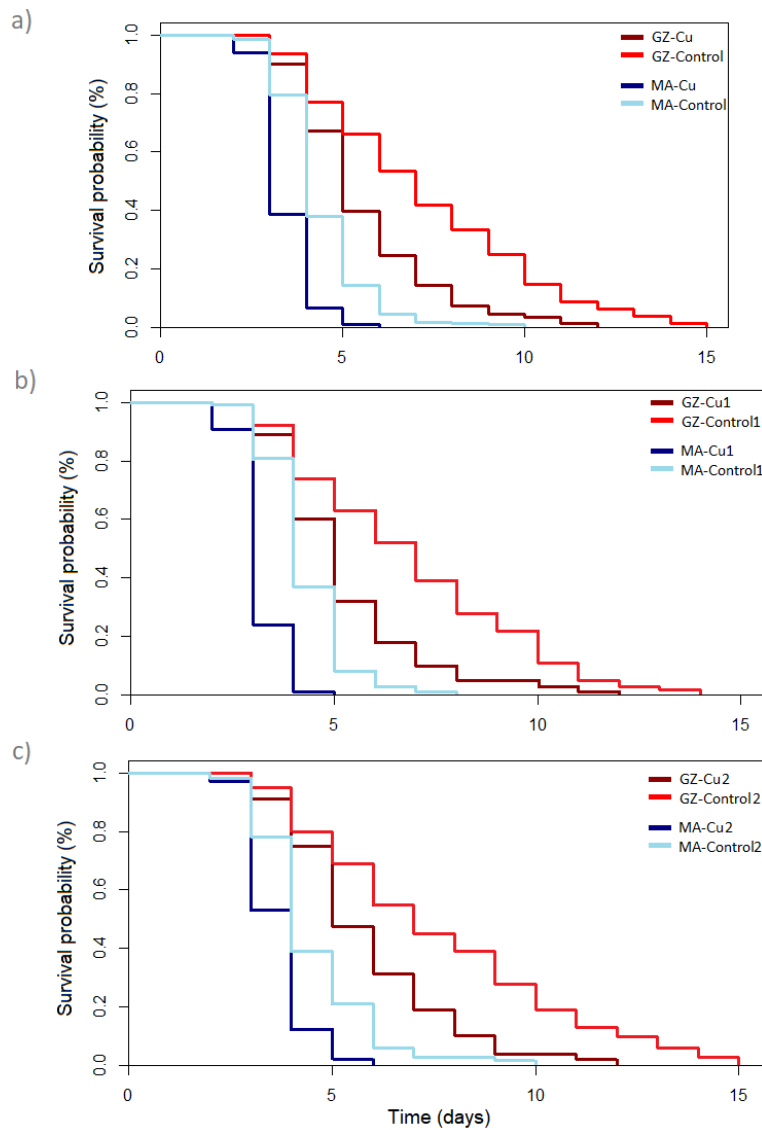 a)
Survival probability (%)
1.0
0.8
0.6
0.4
0.2
0.0
GZ-Cu
GZ-Control
MA-Cu
MA-Control
0 5 10 15
b)
Survival probability (%)
1.0
0.8
0.6
0.4
0.2
0.0
GZ-Cu1
GZ-Control1
MA-Cu1
MA-Control1
0 5 10 15
c)
Survival probability (%)
1.0
0.8
0.6
0.4
0.2
0.0
GZ-Cu2
GZ-Control2
MA-Cu2
MA-Control2
0 5 10 15
Time (days)